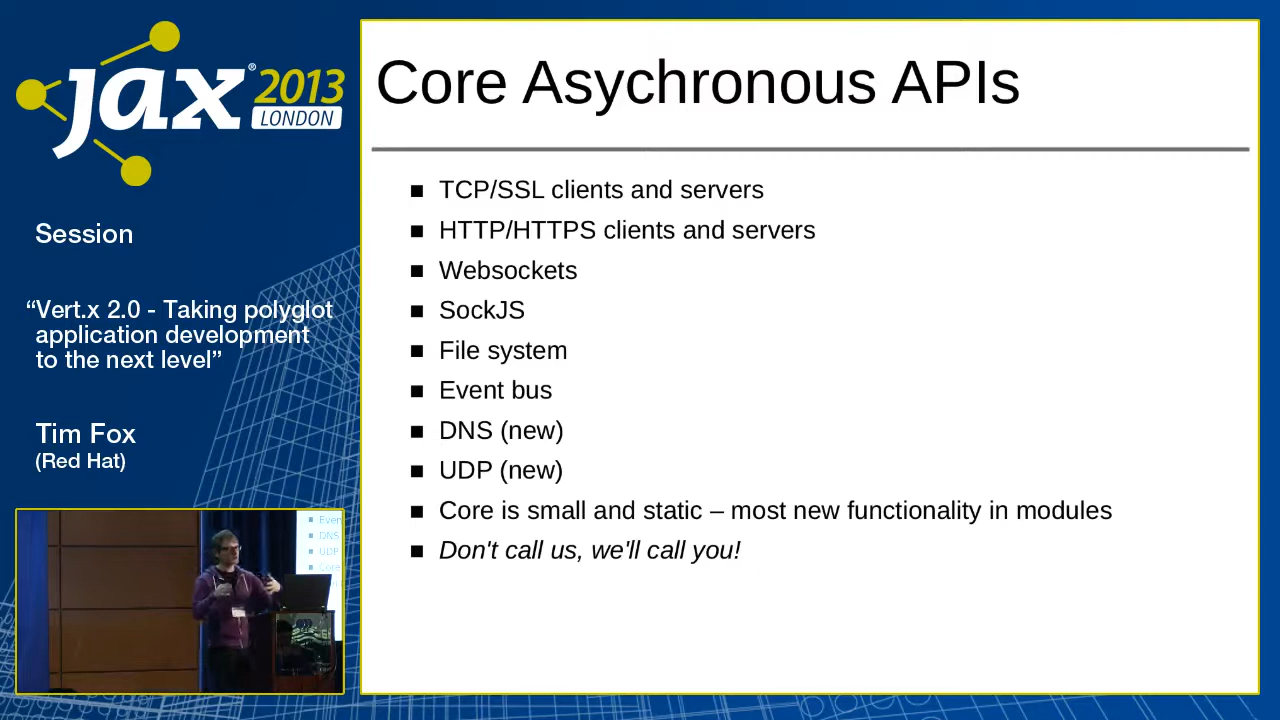 jax® 2013
LONDON
Session
“Vert.x 2.0 - Taking polyglot
application development
to the next level”
Tim Fox
(Red Hat)
Core Asychronous APIs
TCP/SSL clients and servers
HTTP/HTTPS clients and servers
Websockets
SockJS
File system
Event bus
DNS (new)
UDP (new)
Core is small and static – most new functionality in modules
Don't call us, we'll call you!
Even
DNS
UDP